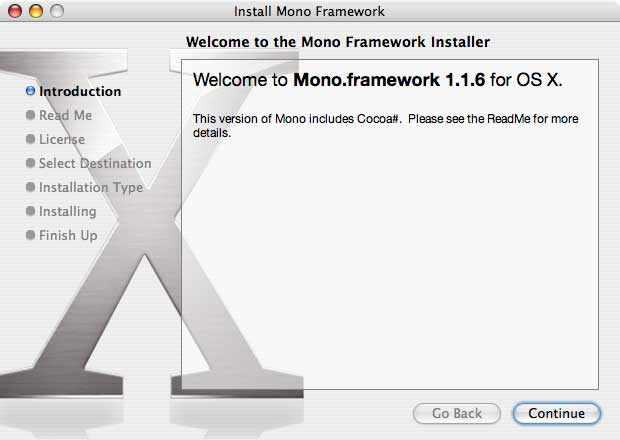 Install Mono Framework
Welcome to the Mono Framework Installer
Introduction
Read Me
License
Select Destination
Installation Type
Installing
Finish Up
Welcome to Mono.framework 1.1.6 for OS X.
This version of Mono includes Cocoa#.  Please see the ReadMe for more
details.
Go Back
Continue